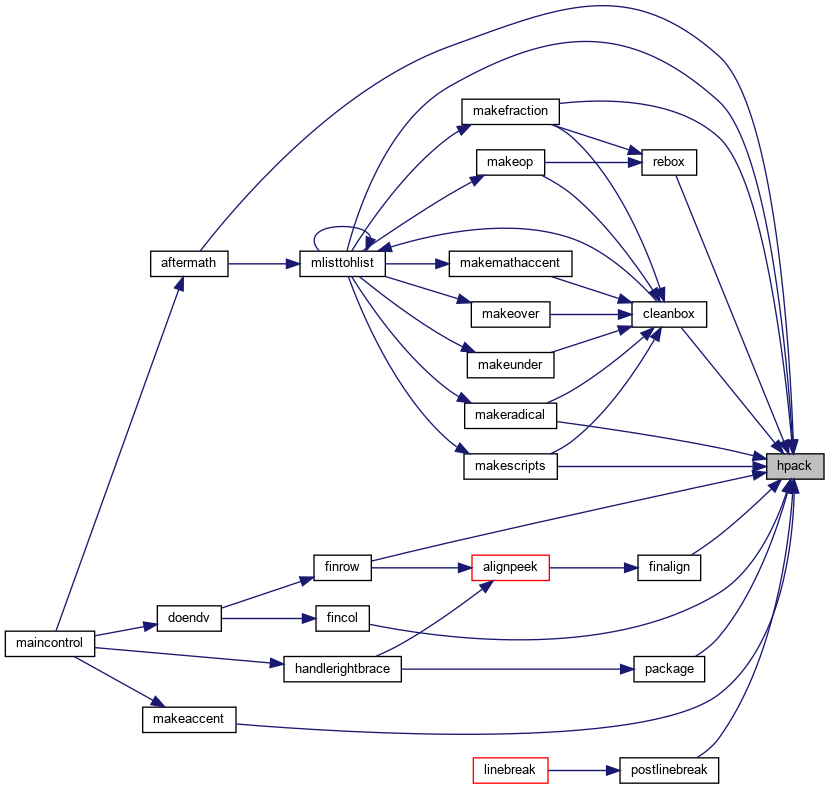 makefraction
makeop
rebox
aftermath
mlisttohlist
makemathaccent
makeover
cleanbox
makeunder
makeradical
makescripts
hpack
finrow
alignpeek
finalign
doendv
fincol
maincontrol
handlerightbrace
package
makeaccent
linebreak
postlinebreak